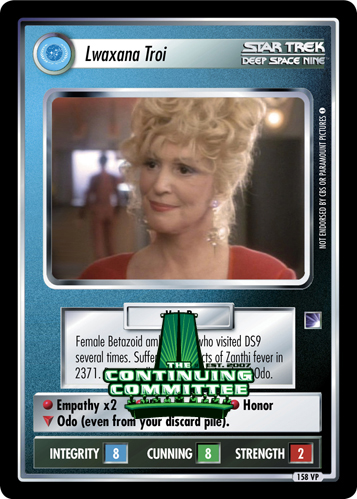 Lwaxana Troi
STAR TREK
DEEP SPACE NINE
NOT ENDORSED BY CBS OR PARAMOUNT PICTURES
Female Betazoid am who visited DS9
several times. Suffe cts of Zanthi fever in
2371. Odo.
THE
EST. 2007
CONTINUING
COMMITTEE
Empathy x2 Honor
Odo (even from your discard pile).
INTEGRITY 8 CUNNING 8 STRENGTH 2
158 VP